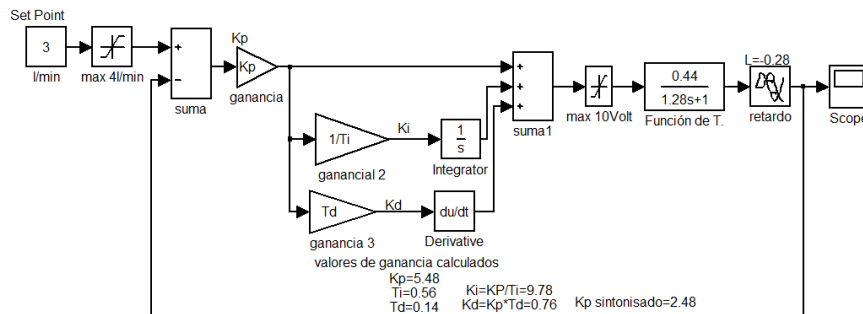 Set Point
3
l/min
max 4l/min
+
−
suma
Kp
Kp
ganancia
1/Ti
Ki
ganancial 2
1
s
Integrator
Td
Kd
ganancia 3
du/dt
Derivative
+
+
+
suma1
max 10Volt
0.44
1.28s+1
Función de T.
L=-0.28
retardo
Scope
valores de ganancia calculados
Kp=5.48
Ti=0.56 Ki=KP/Ti=9.78
Td=0.14 Kd=Kp*Td=0.76 Kp sintonisado=2.48